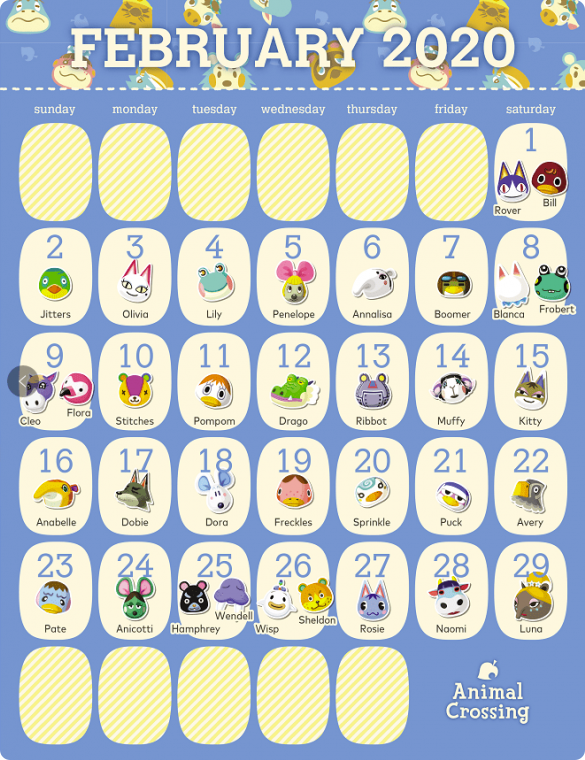 FEBRUARY 2020
sunday monday tuesday wednesday thursday friday saturday
1
Rover Bill
2 3 4 5 6 7 8
Jitters Olivia Lily Penelope Annalisa Boomer Blanca Frobert
9 10 11 12 13 14 15
Cleo Flora Stitches Pompom Drago Ribbot Muffy Kitty
16 17 18 19 20 21 22
Anabelle Dobie Dora Freckles Sprinkle Puck Avery
23 24 25 26 27 28 29
Pate Anicotti Hamphrey Wendell Wisp Sheldon Rosie Naomi Luna
Animal
Crossing